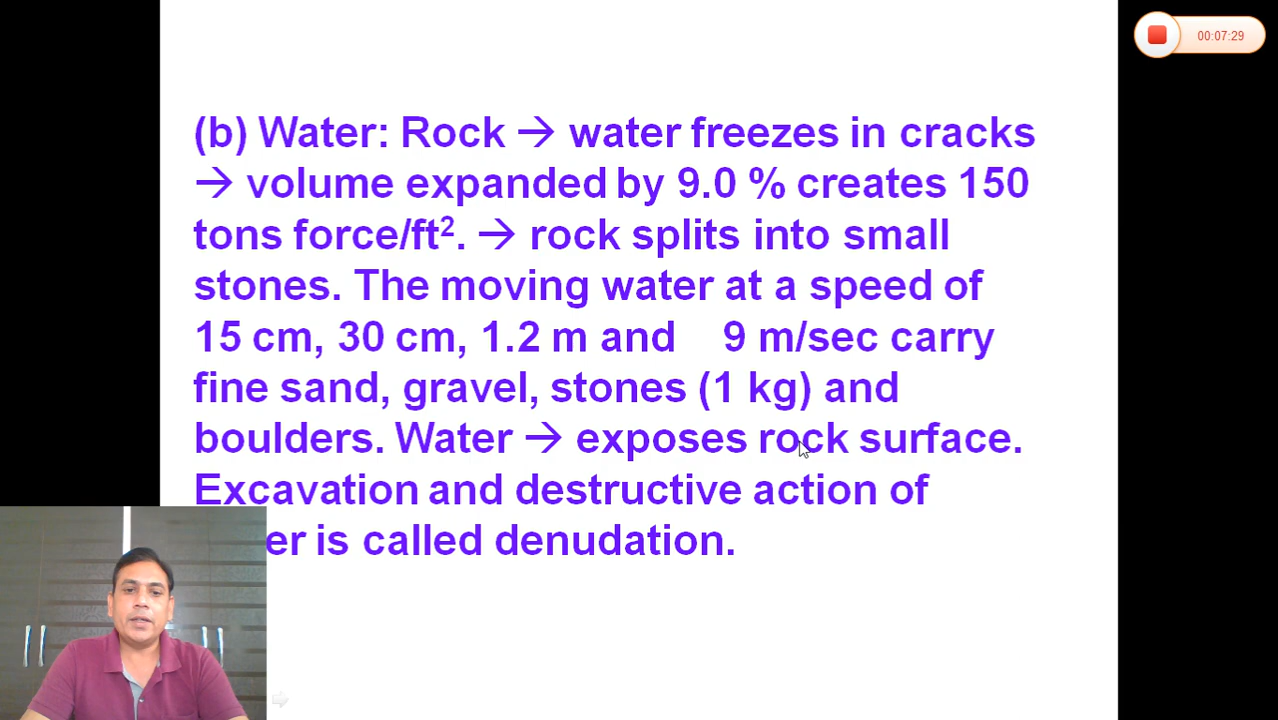 00:07:29
(b) Water: Rock → water freezes in cracks
→ volume expanded by 9.0 % creates 150
tons force/ft². → rock splits into small
stones. The moving water at a speed of
15 cm, 30 cm, 1.2 m and 9 m/sec carry
fine sand, gravel, stones (1 kg) and
boulders. Water → exposes rock surface.
Excavation and destructive action of
er is called denudation.